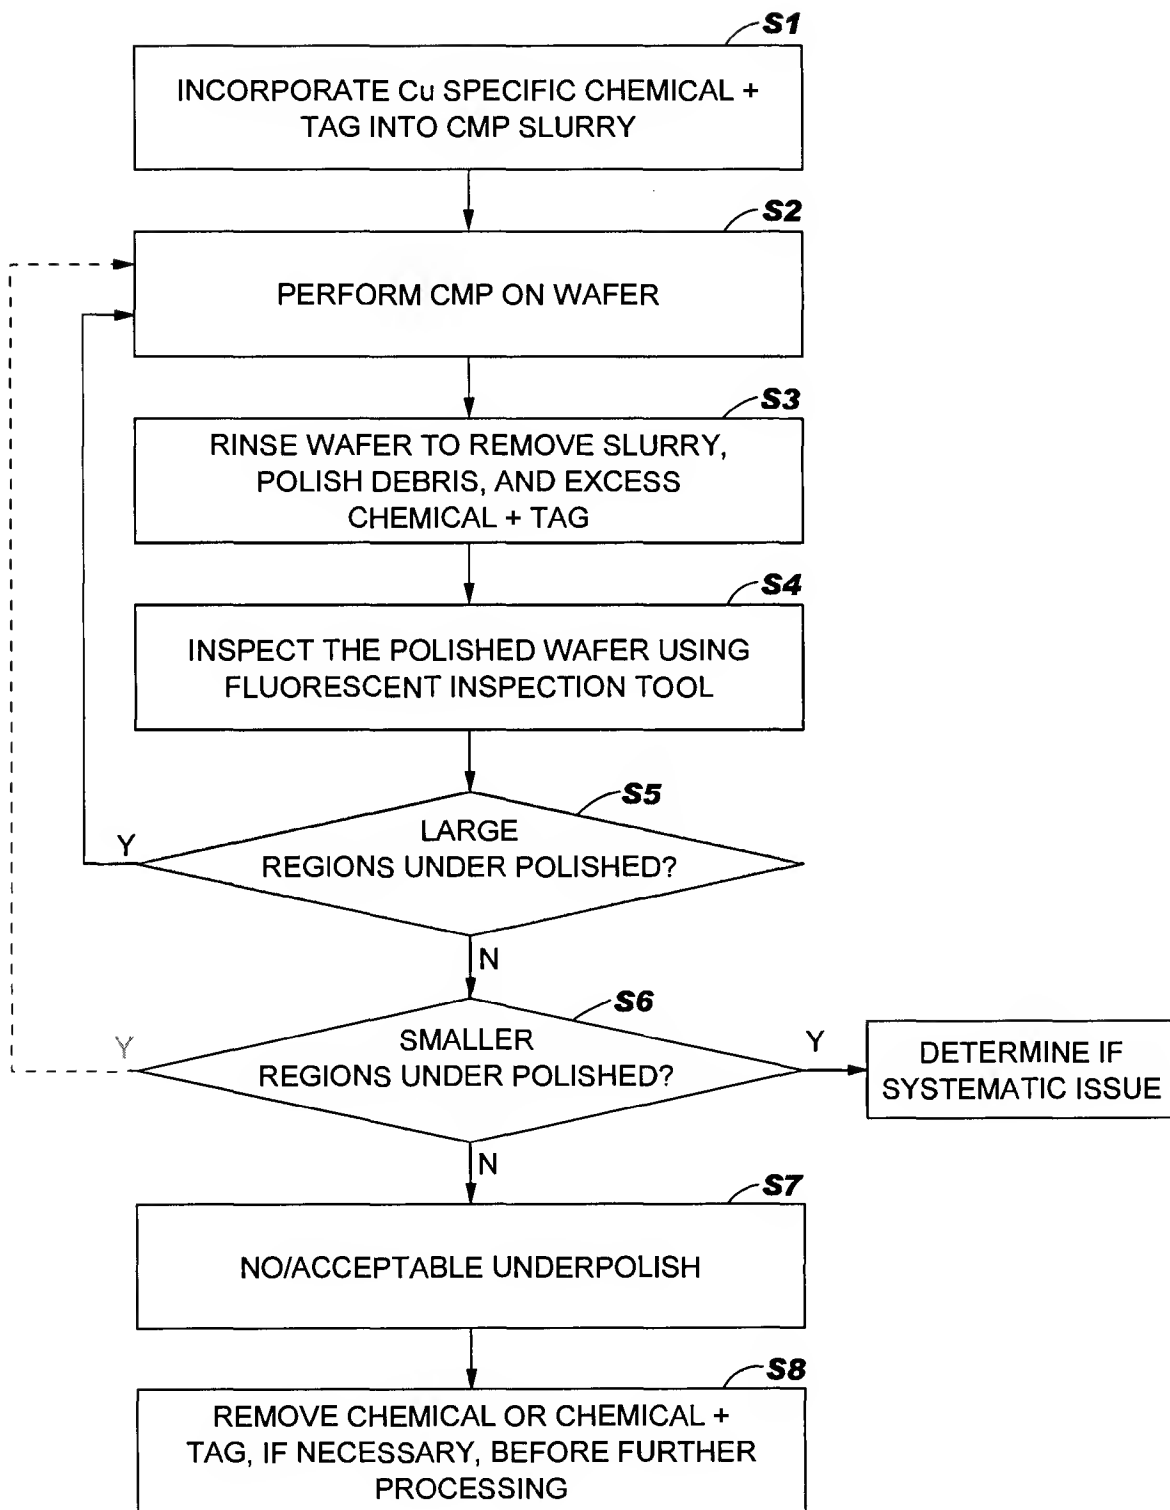 S1
INCORPORATE Cu SPECIFIC CHEMICAL +
TAG INTO CMP SLURRY
S2
PERFORM CMP ON WAFER
S3
RINSE WAFER TO REMOVE SLURRY,
POLISH DEBRIS, AND EXCESS
CHEMICAL + TAG
S4
INSPECT THE POLISHED WAFER USING
FLUORESCENT INSPECTION TOOL
S5
LARGE
REGIONS UNDER POLISHED?
Y
N
S6
SMALLER
REGIONS UNDER POLISHED?
Y
Y
DETERMINE IF
SYSTEMATIC ISSUE
N
S7
NO/ACCEPTABLE UNDERPOLISH
S8
REMOVE CHEMICAL OR CHEMICAL +
TAG, IF NECESSARY, BEFORE FURTHER
PROCESSING